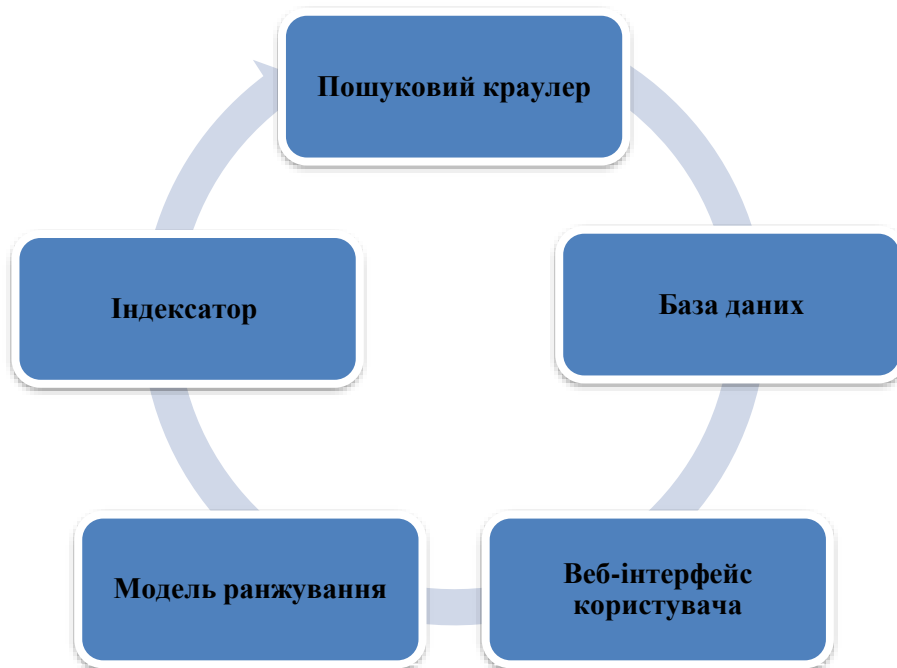 Пошуковий краулер
База даних
Веб-інтерфейс
користувача
Модель ранжування
Індексатор